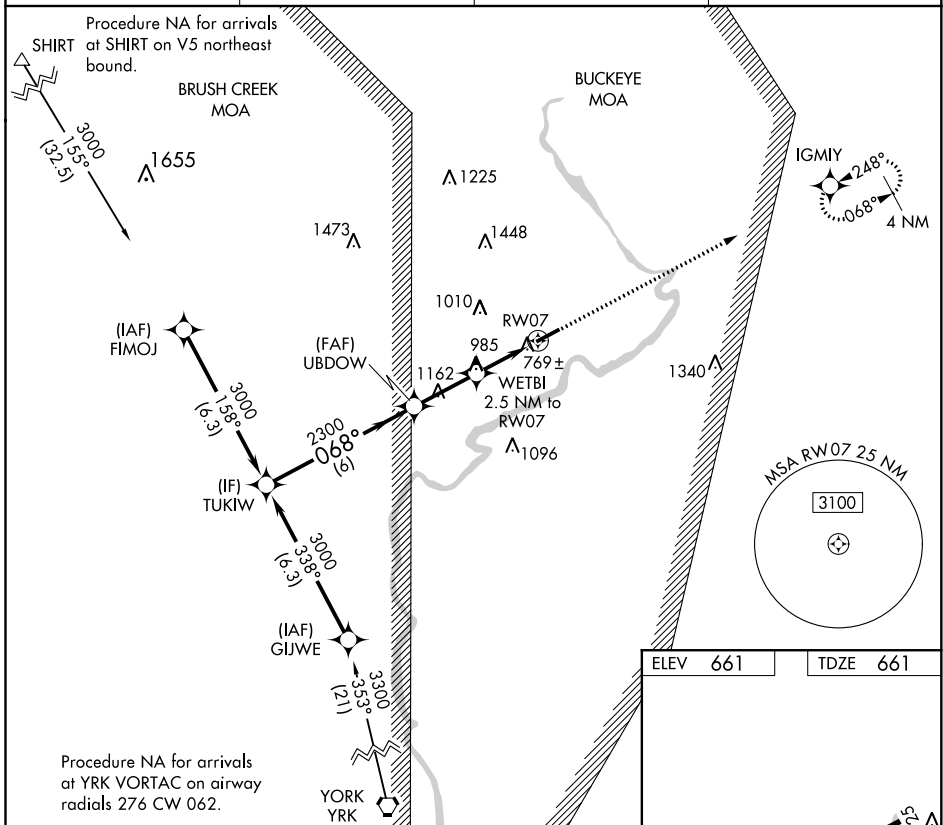 Procedure NA for arrivals
at SHIRT on V5 northeast
bound.
SHIRT
BRUSH CREEK
MOA
BUCKEYE
MOA
3000
155°
(32.5)
1655
1225
IGMIY
248°
068°
4 NM
1473
1448
1010
RW07
(IAF)
FIMOJ
(FAF)
UBDOW
985
769±
1162
WETBI
2.5 NM to
RW07
1340
3000
158°
(6.3)
2300
068°
(6)
1096
(IF)
TUKIW
MSA RW07 25 NM
3100
3000
338°
(6.3)
(IAF)
GIJWE
3300
353°
(21)
ELEV 661
TDZE 661
Procedure NA for arrivals
at YRK VORTAC on airway
radials 276 CW 062.
YORK
YRK
25